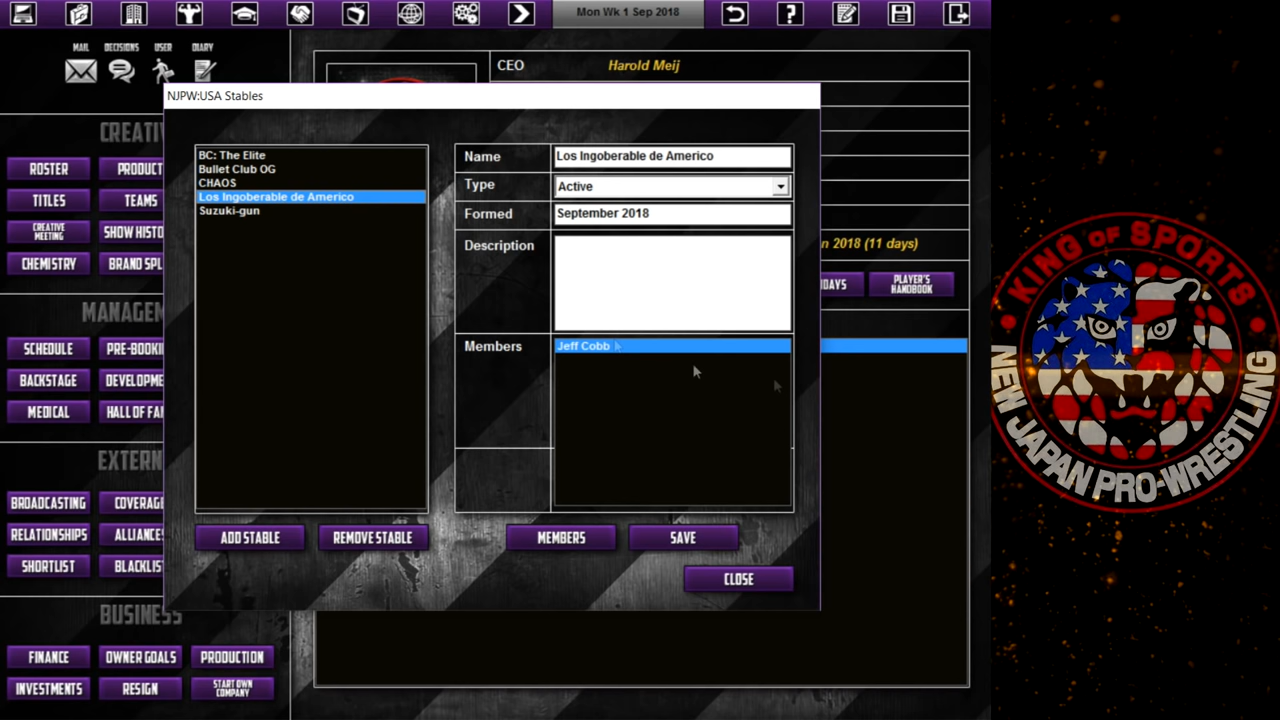 Mon Wk 1 Sep 2018
MAIL DECISIONS USER DIARY
CEO Harold Meij
NJPW:USA Stables
CREATI
ROSTER PRODUCT
TITLES TEAMS
CREATIVE MEETING SHOW HISTO
CHEMISTRY BRAND SPL
MANAGEM
SCHEDULE PRE-BOOKI
BACKSTAGE DEVELOPME
MEDICAL HALL OF FA
EXTERN
BROADCASTING COVERAG
RELATIONSHIPS ALLIANCE
SHORTLIST BLACKLIS
BUSINESS
FINANCE OWNER GOALS PRODUCTION
INVESTMENTS RESIGN START OWN COMPANY
BC: The Elite
Bullet Club OG
CHAOS
Los Ingoberable de Americo
Suzuki-gun
Name Los Ingoberable de Americo
Type Active
Formed September 2018
Description
Members Jeff Cobb
ADD STABLE REMOVE STABLE MEMBERS SAVE
CLOSE
n 2018 (11 days)
IDAYS PLAYER'S HANDBOOK
KING OF SPORTS
NEW JAPAN PRO-WRESTLING